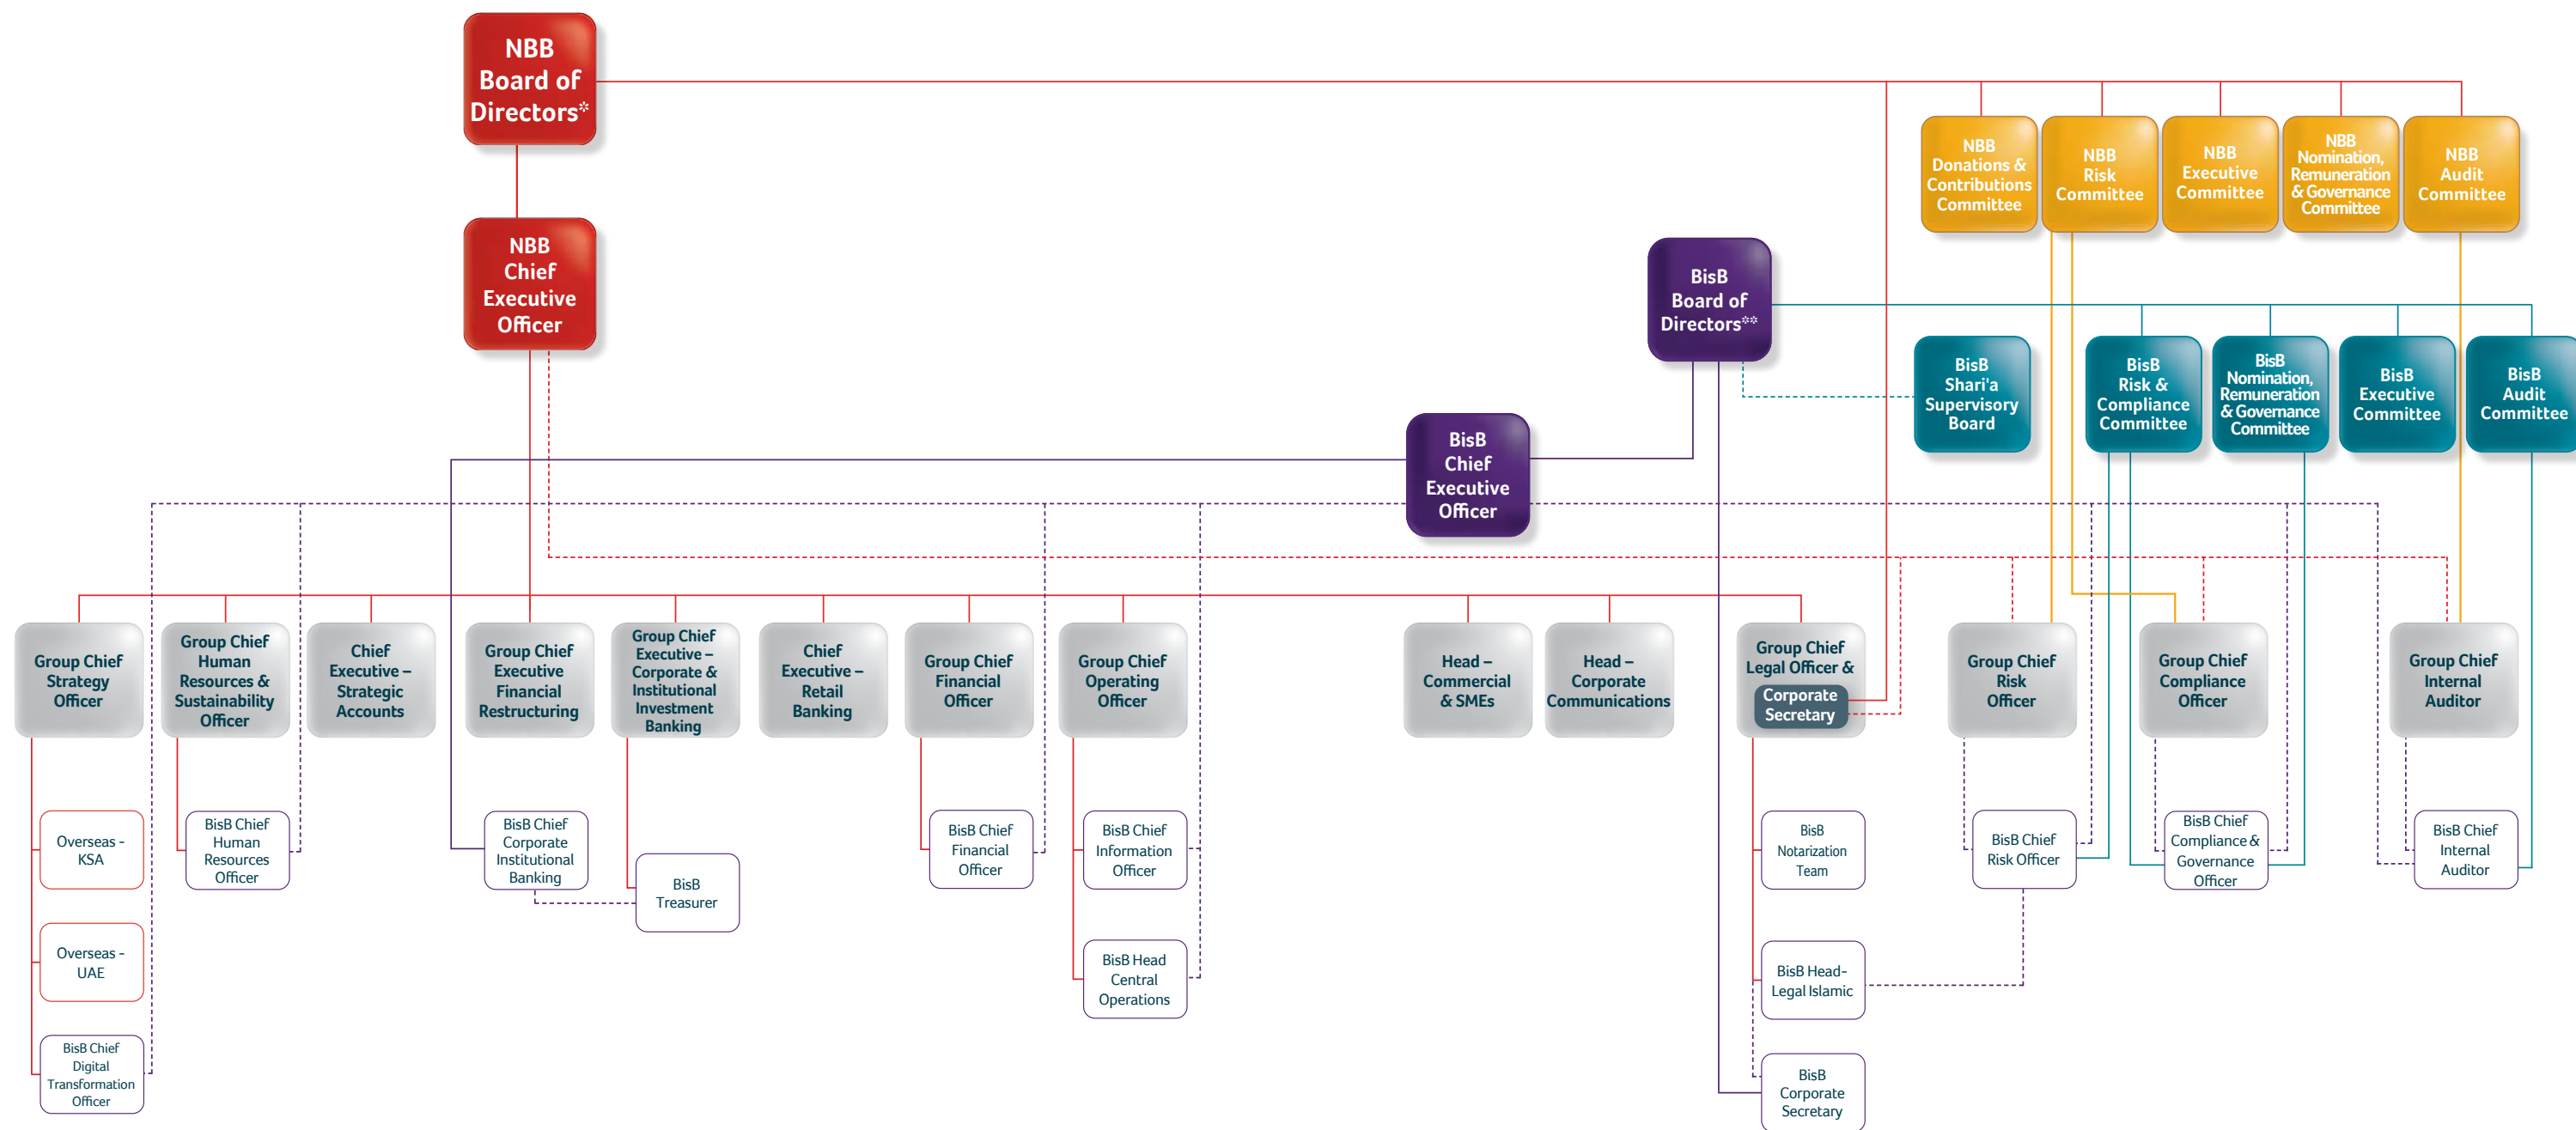 NBB
Board of
Directors*
NBB
Donations &
Contributions
Committee
NBB
Risk
Committee
NBB
Executive
Committee
NBB
Nomination,
Remuneration
& Governance
Committee
NBB
Audit
Committee
NBB
Chief
Executive
Officer
BisB
Board of
Directors**
BisB
Shari'a
Supervisory
Board
BisB
Risk &
Compliance
Committee
BisB
Nomination,
Remuneration
& Governance
Committee
BisB
Executive
Committee
BisB
Audit
Committee
BisB
Chief
Executive
Officer
Group Chief
Strategy
Officer
Group Chief
Human
Resources &
Sustainability
Officer
Chief
Executive –
Strategic
Accounts
Group Chief
Executive
Financial
Restructuring
Group Chief
Executive –
Corporate &
Institutional
Investment
Banking
Chief
Executive –
Retail
Banking
Group Chief
Financial
Officer
Group Chief
Operating
Officer
Head –
Commercial
& SMEs
Head –
Corporate
Communications
Group Chief
Legal Officer &
Corporate
Secretary
Group Chief
Risk
Officer
Group Chief
Compliance
Officer
Group Chief
Internal
Auditor
Overseas -
KSA
BisB Chief
Human
Resources
Officer
BisB Chief
Corporate
Institutional
Banking
BisB
Treasurer
BisB Chief
Financial
Officer
BisB Chief
Information
Officer
BisB
Notarization
Team
BisB Chief
Risk Officer
BisB Chief
Compliance &
Governance
Officer
BisB Chief
Internal
Auditor
Overseas -
UAE
BisB Head
Central
Operations
BisB Head-
Legal Islamic
BisB Chief
Digital
Transformation
Officer
BisB
Corporate
Secretary